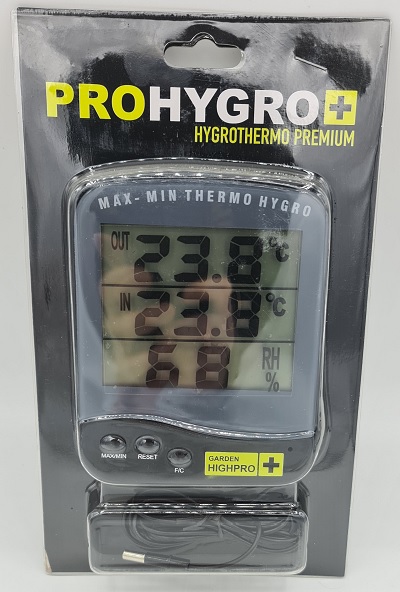 PROHYGRO+
HYGROTHERMO PREMIUM
MAX- MIN THERMO HYGRO
OUT 23.8 °C
IN 23.8 °C
68 RH %
MAX/MIN RESET
F/C
GARDEN
HIGHPRO +